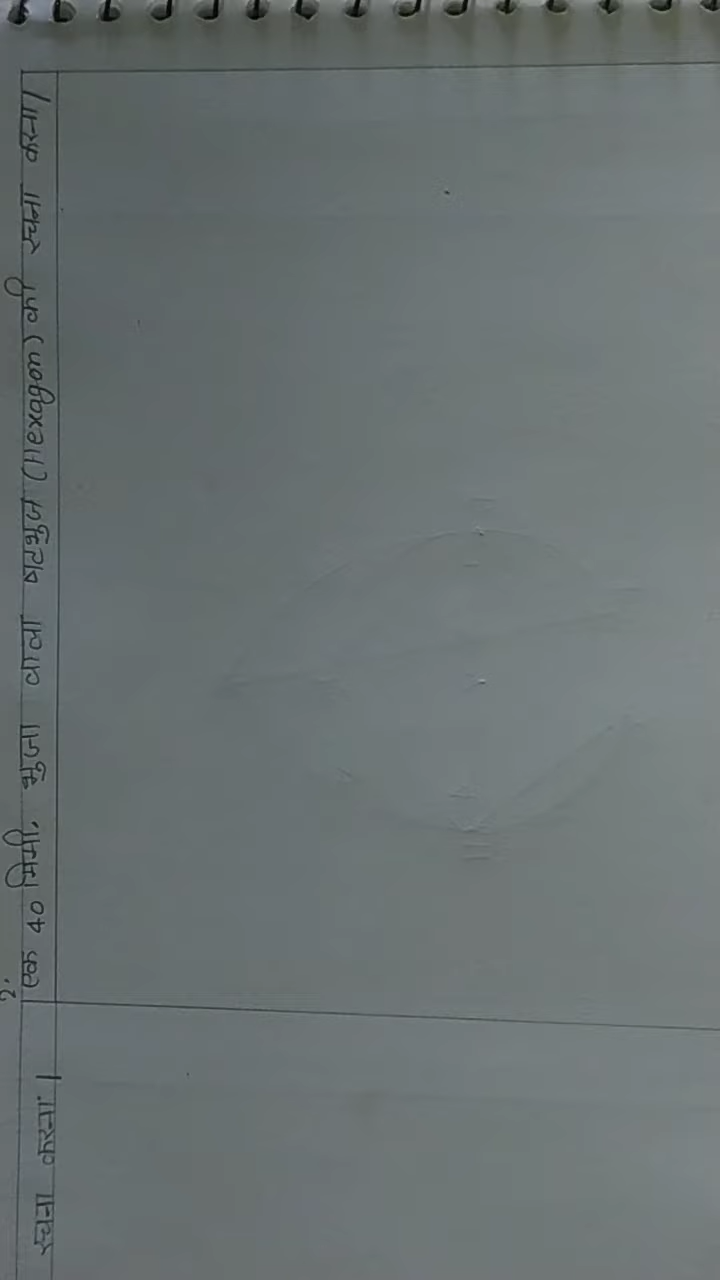 रचना करना।
2. एक 40 मिमी. भुजा वाला षटभुज (Hexagon) की रचना करना।